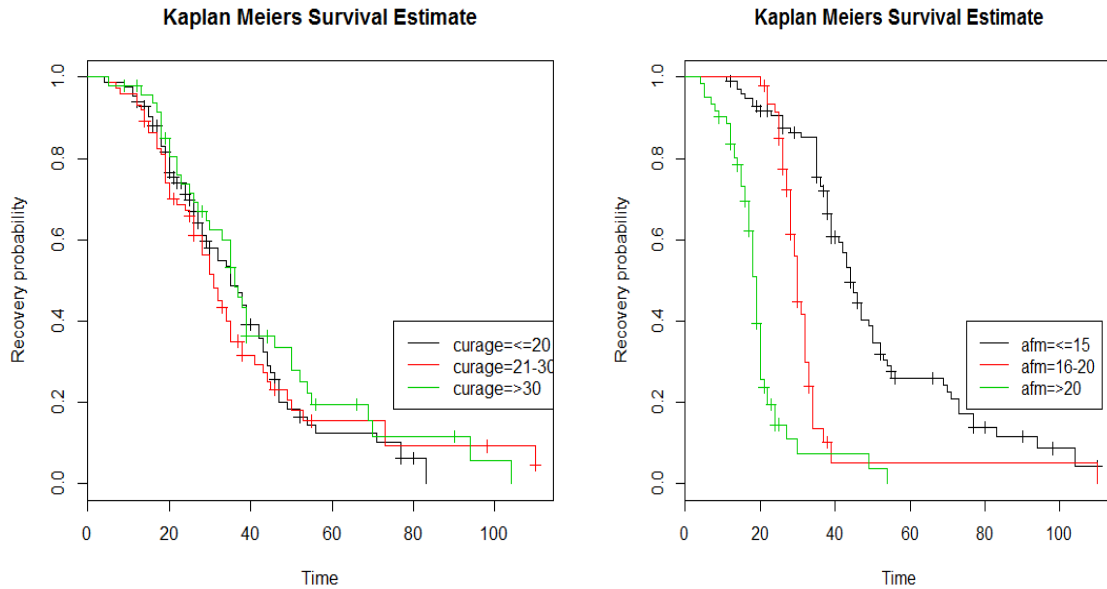 Kaplan Meiers Survival Estimate
Recovery probability
1.0
0.8
0.6
0.4
0.2
0.0
curage=<=20
curage=21-30
curage=>30
0 20 40 60 80 100
Time
Kaplan Meiers Survival Estimate
Recovery probability
1.0
0.8
0.6
0.4
0.2
0.0
afm=<=15
afm=16-20
afm=>20
0 20 40 60 80 100
Time